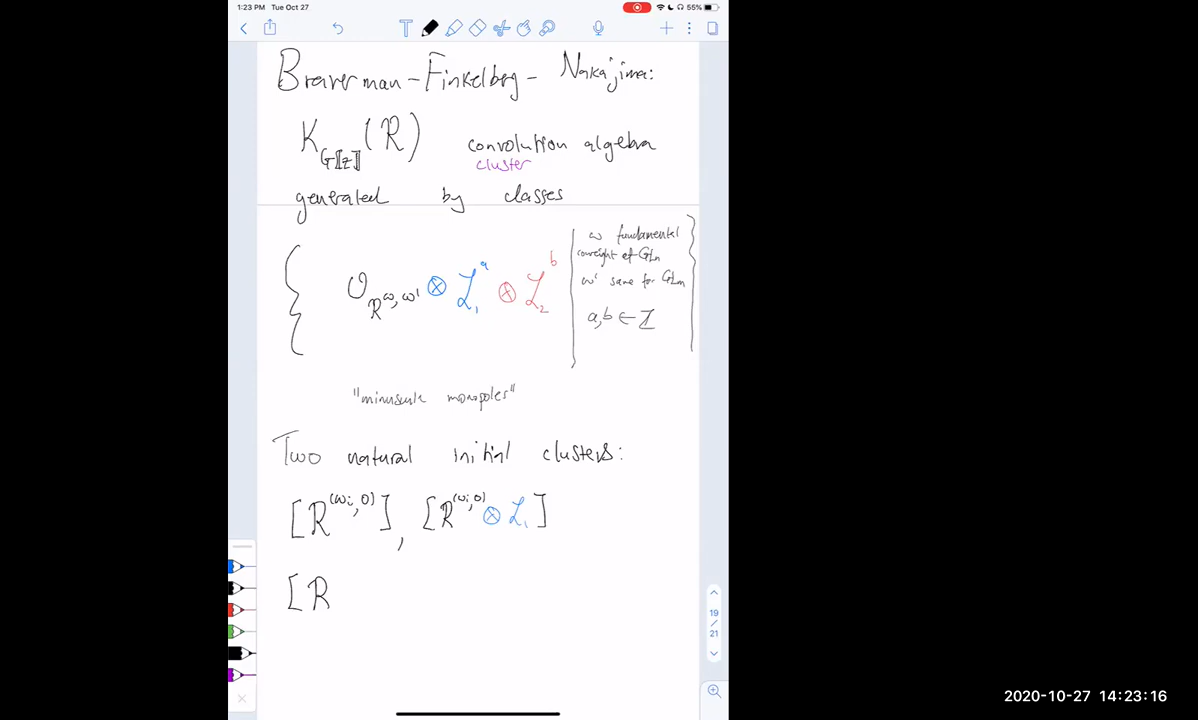 1:23 PM Tue Oct 27
55%
Braverman - Finkelberg - Nakajima:
K_{G[[z]]}(R) convolution algebra
cluster
generated by classes
{ O_{R^{ω,ω'}} ⊗ L_1^a ⊗ L_2^b | ω fundamental
coweight of GL_n
ω' same for GL_m
a,b ∈ Z }
"minuscule monopoles"
Two natural initial clusters:
[R^{(ω_i,0)}], [R^{(ω_i,0)} ⊗ L_1]
[R
19
/
21
2020-10-27 14:23:16